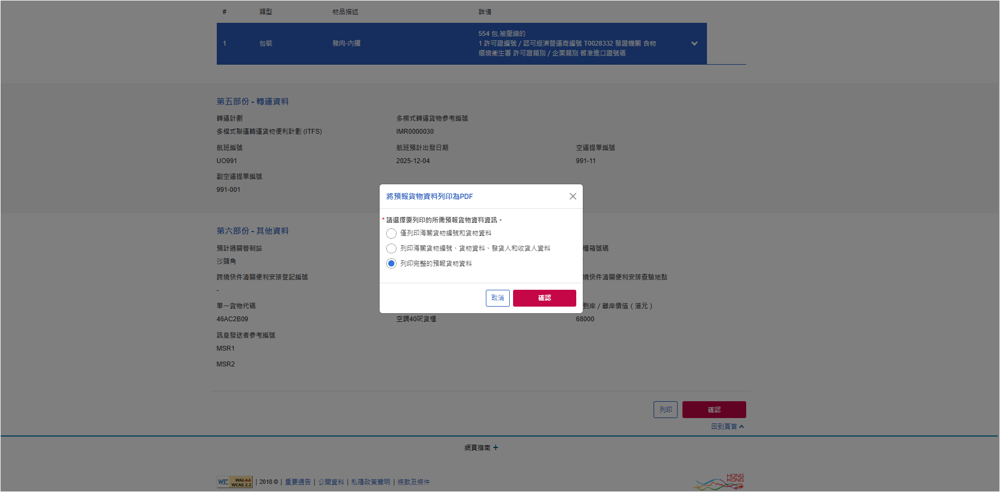 # 類型 物品描述 詳情
554 包,被壓縮的
1 包裝 豬肉-內臟 1 許可證編號 / 認可經濟營運商編號 T0028332 發證機關 食物
環境衞生署 許可證類別 / 企業類別 暫准進口證號碼
第五部份 - 轉運資料
轉運計劃 多模式轉運貨物參考編號
多模式聯運轉運貨物便利計劃 (ITFS) IMR0000030
航班編號 航班預計出發日期 空運提單編號
UO991 2025-12-04 991-11
副空運提單編號
991-001
將預報貨物資料列印為PDF
* 請選擇要列印的所需預報貨物資料資訊。
僅列印海關貨物編號和貨物資料
列印海關貨物編號、貨物資料、發貨人和收貨人資料
列印完整的預報貨物資料
取消 確認
第六部份 - 其他資料
預計過關管制站 櫃箱號碼
沙頭角
跨境快件清關便利安排登記編號 境快件清關便利安排查驗地點
-
單一貨物代碼 到岸 / 離岸價值 ( 港元 )
46AC2B09 空調40呎貨櫃 68000
訊息發送者參考編號
MSR1
MSR2
列印 確認
回到頁首
網頁指南 +
W3C WAI-AA WCAG 2.2 | 2018 © | 重要通告 | 公開資料 | 私隱政策聲明 | 條款及條件
HONG
KONG